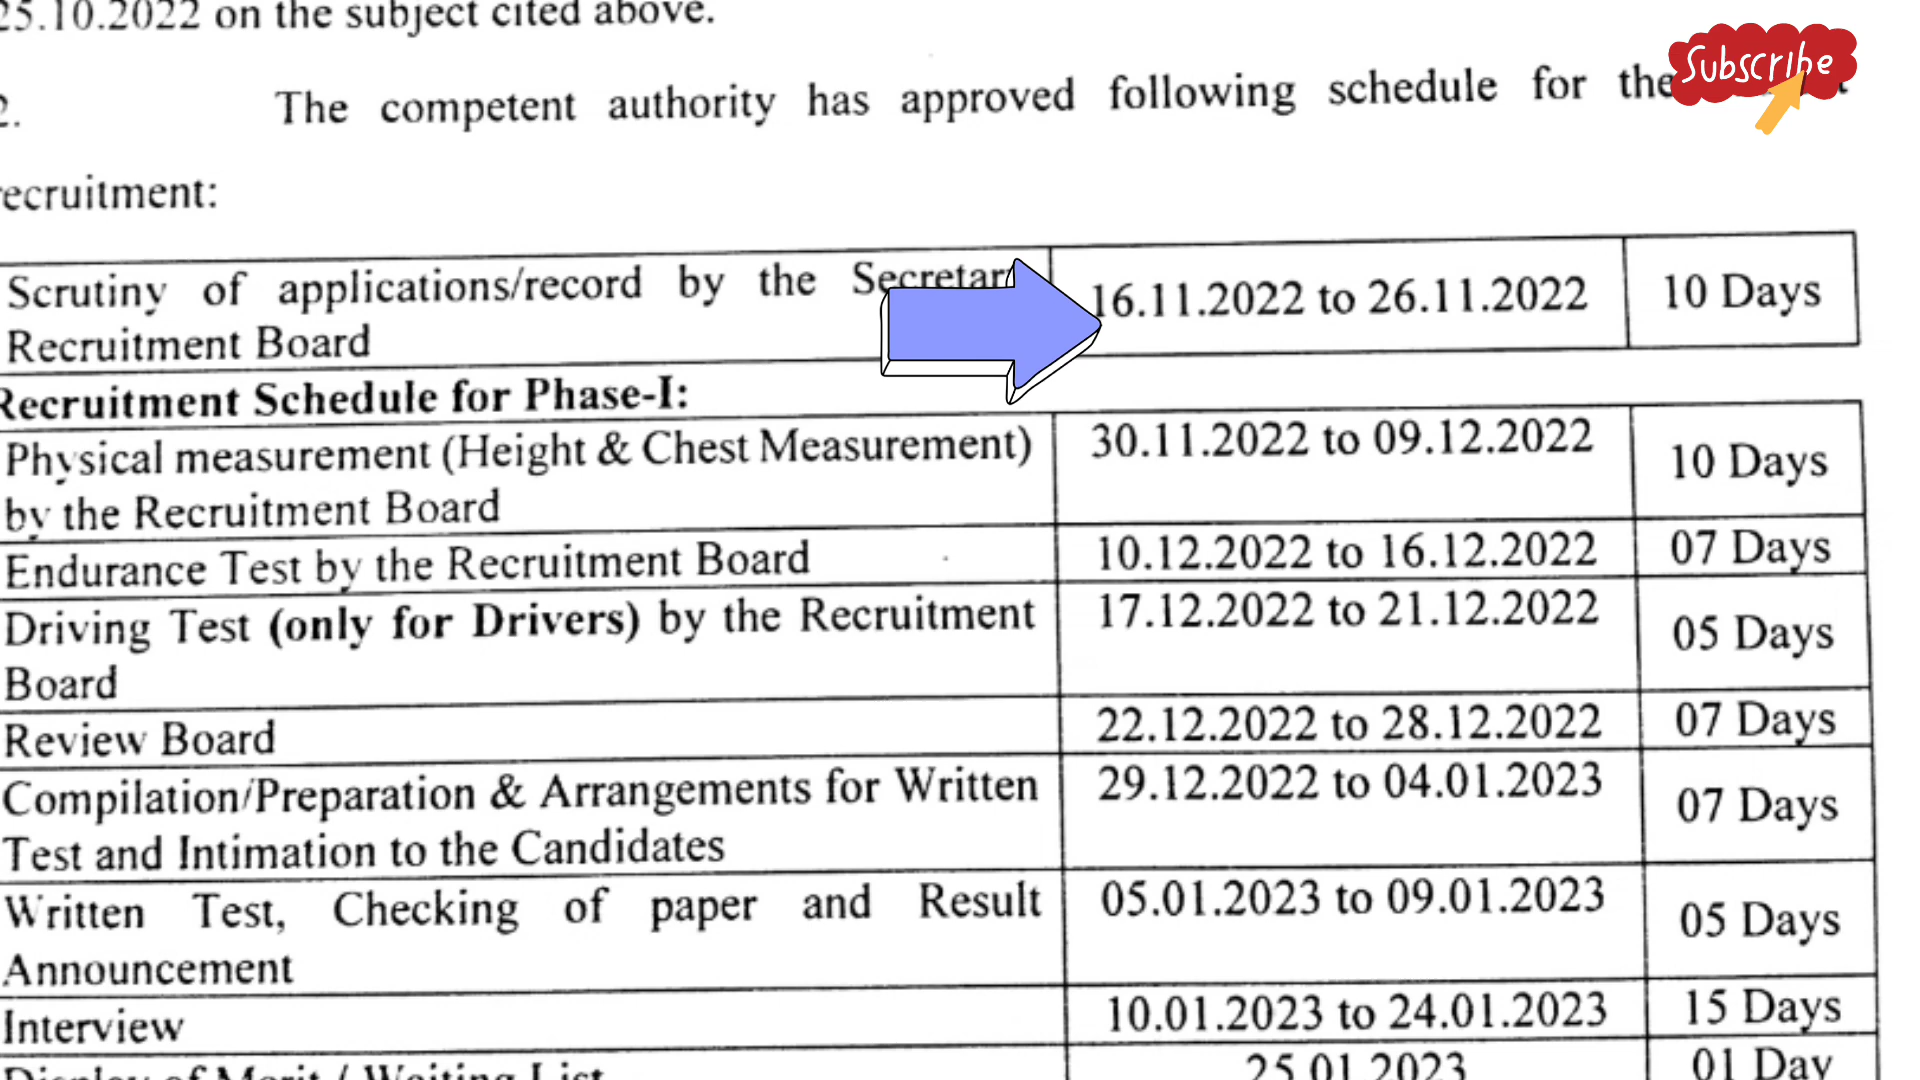 25.10.2022 on the subject cited above.
2. The competent authority has approved following schedule for the
recruitment:
Subscribe
Scrutiny of applications/record by the Secretary
Recruitment Board
16.11.2022 to 26.11.2022
10 Days
Recruitment Schedule for Phase-I:
Physical measurement (Height & Chest Measurement)
by the Recruitment Board
30.11.2022 to 09.12.2022
10 Days
Endurance Test by the Recruitment Board
10.12.2022 to 16.12.2022
07 Days
Driving Test (only for Drivers) by the Recruitment
Board
17.12.2022 to 21.12.2022
05 Days
Review Board
22.12.2022 to 28.12.2022
07 Days
Compilation/Preparation & Arrangements for Written
Test and Intimation to the Candidates
29.12.2022 to 04.01.2023
07 Days
Written Test, Checking of paper and Result
Announcement
05.01.2023 to 09.01.2023
05 Days
Interview
10.01.2023 to 24.01.2023
15 Days
Display of Merit / Waiting List
25.01.2023
01 Day